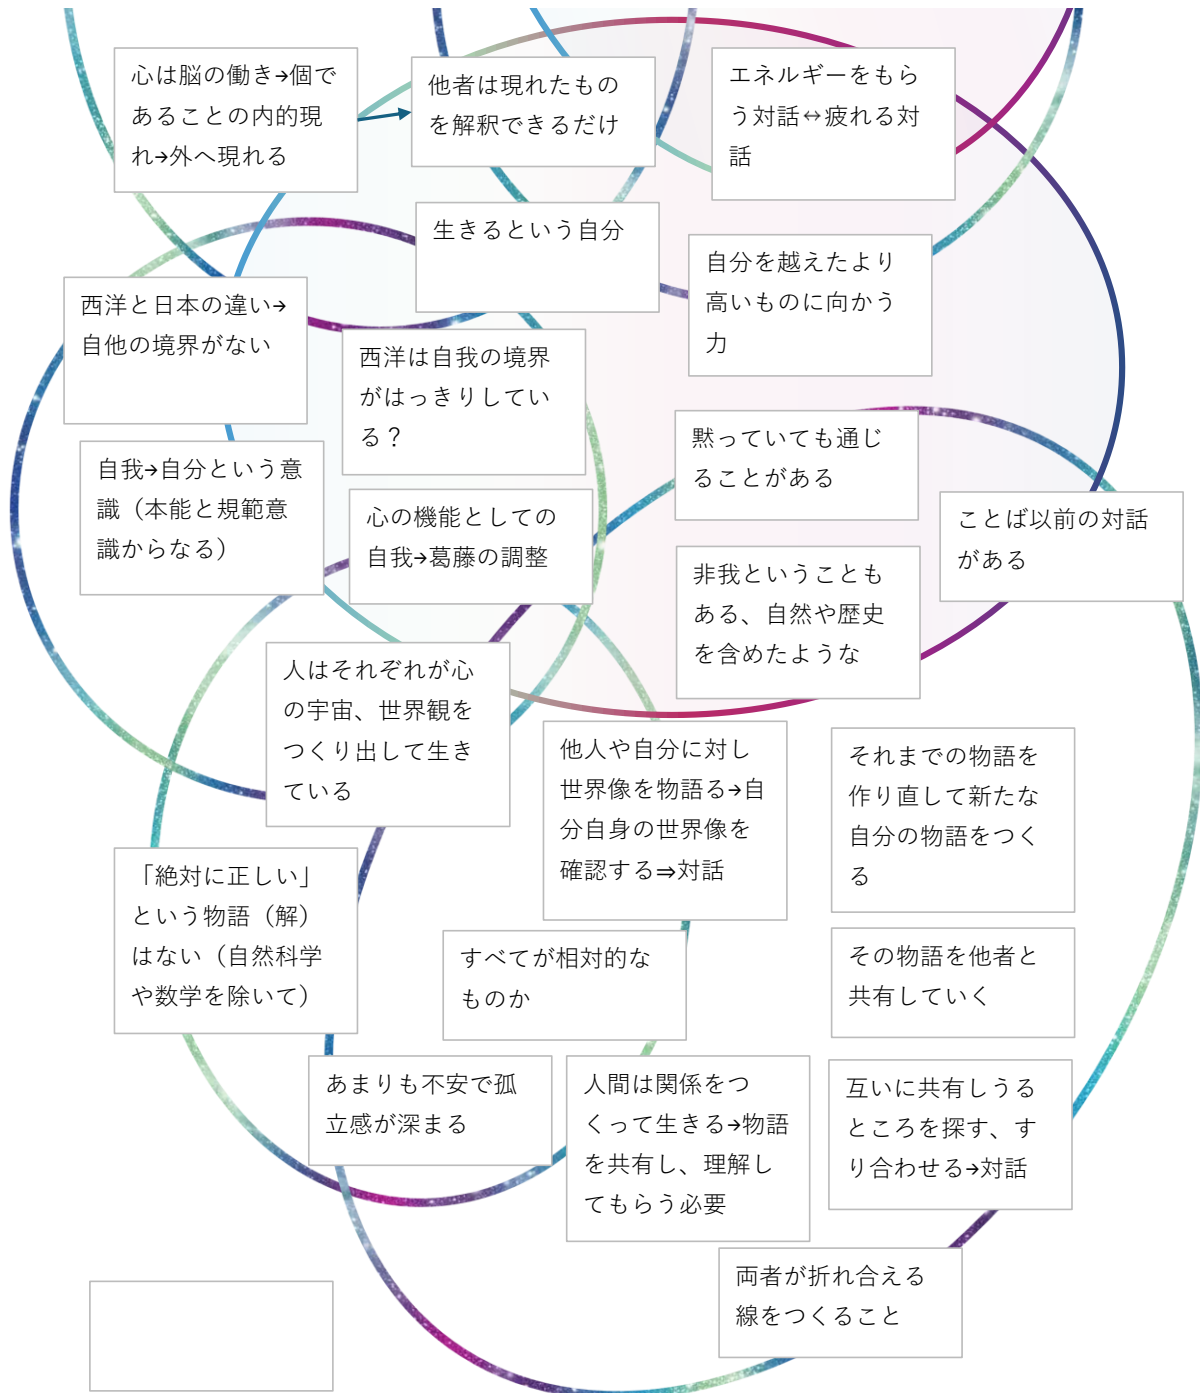 心は脳の働き→個で
あることの内的現
れ→外へ現れる
他者は現れたもの
を解釈できるだけ
エネルギーをもら
う対話↔疲れる対
話
生きるという自分
自分を越えたより
高いものに向かう
力
西洋と日本の違い→
自他の境界がない
西洋は自我の境界
がはっきりしてい
る？
黙っていても通じ
ることがある
自我→自分という意
識（本能と規範意
識からなる）
心の機能としての
自我→葛藤の調整
ことば以前の対話
がある
非我ということも
ある、自然や歴史
を含めたような
人はそれぞれが心
の宇宙、世界観を
つくり出して生き
ている
他人や自分に対し
世界像を物語る→自
分自身の世界像を
確認する⇒対話
それまでの物語を
作り直して新たな
自分の物語をつく
る
「絶対に正しい」
という物語（解）
はない（自然科学
や数学を除いて）
すべてが相対的な
ものか
その物語を他者と
共有していく
あまりも不安で孤
立感が深まる
人間は関係をつ
くって生きる→物語
を共有し、理解し
てもらう必要
互いに共有しうる
ところを探す、す
り合わせる→対話
両者が折れ合える
線をつくること